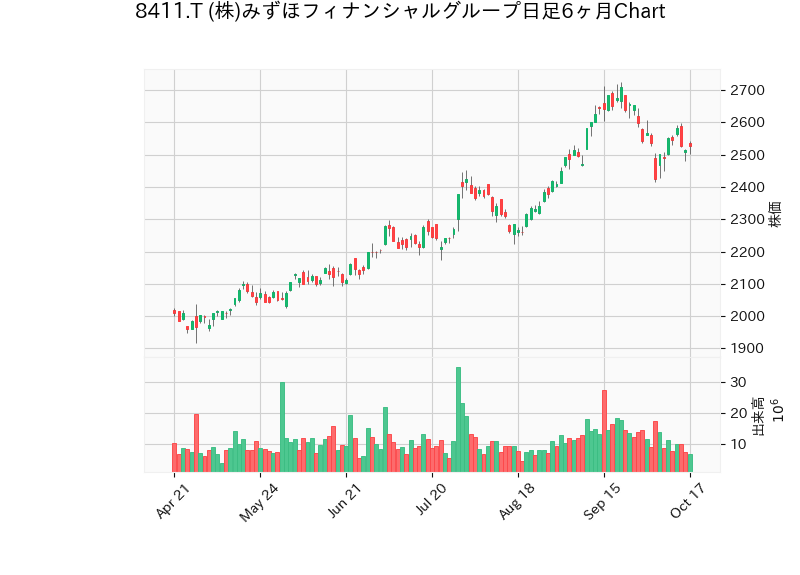 8411.T (株)みずほフィナンシャルグループ日足6ヶ月Chart
2700
2600
2500
2400
2300
2200
2100
2000
1900
株価
30
20
10
出来高
10⁶
Apr 21
May 24
Jun 21
Jul 20
Aug 18
Sep 15
Oct 17